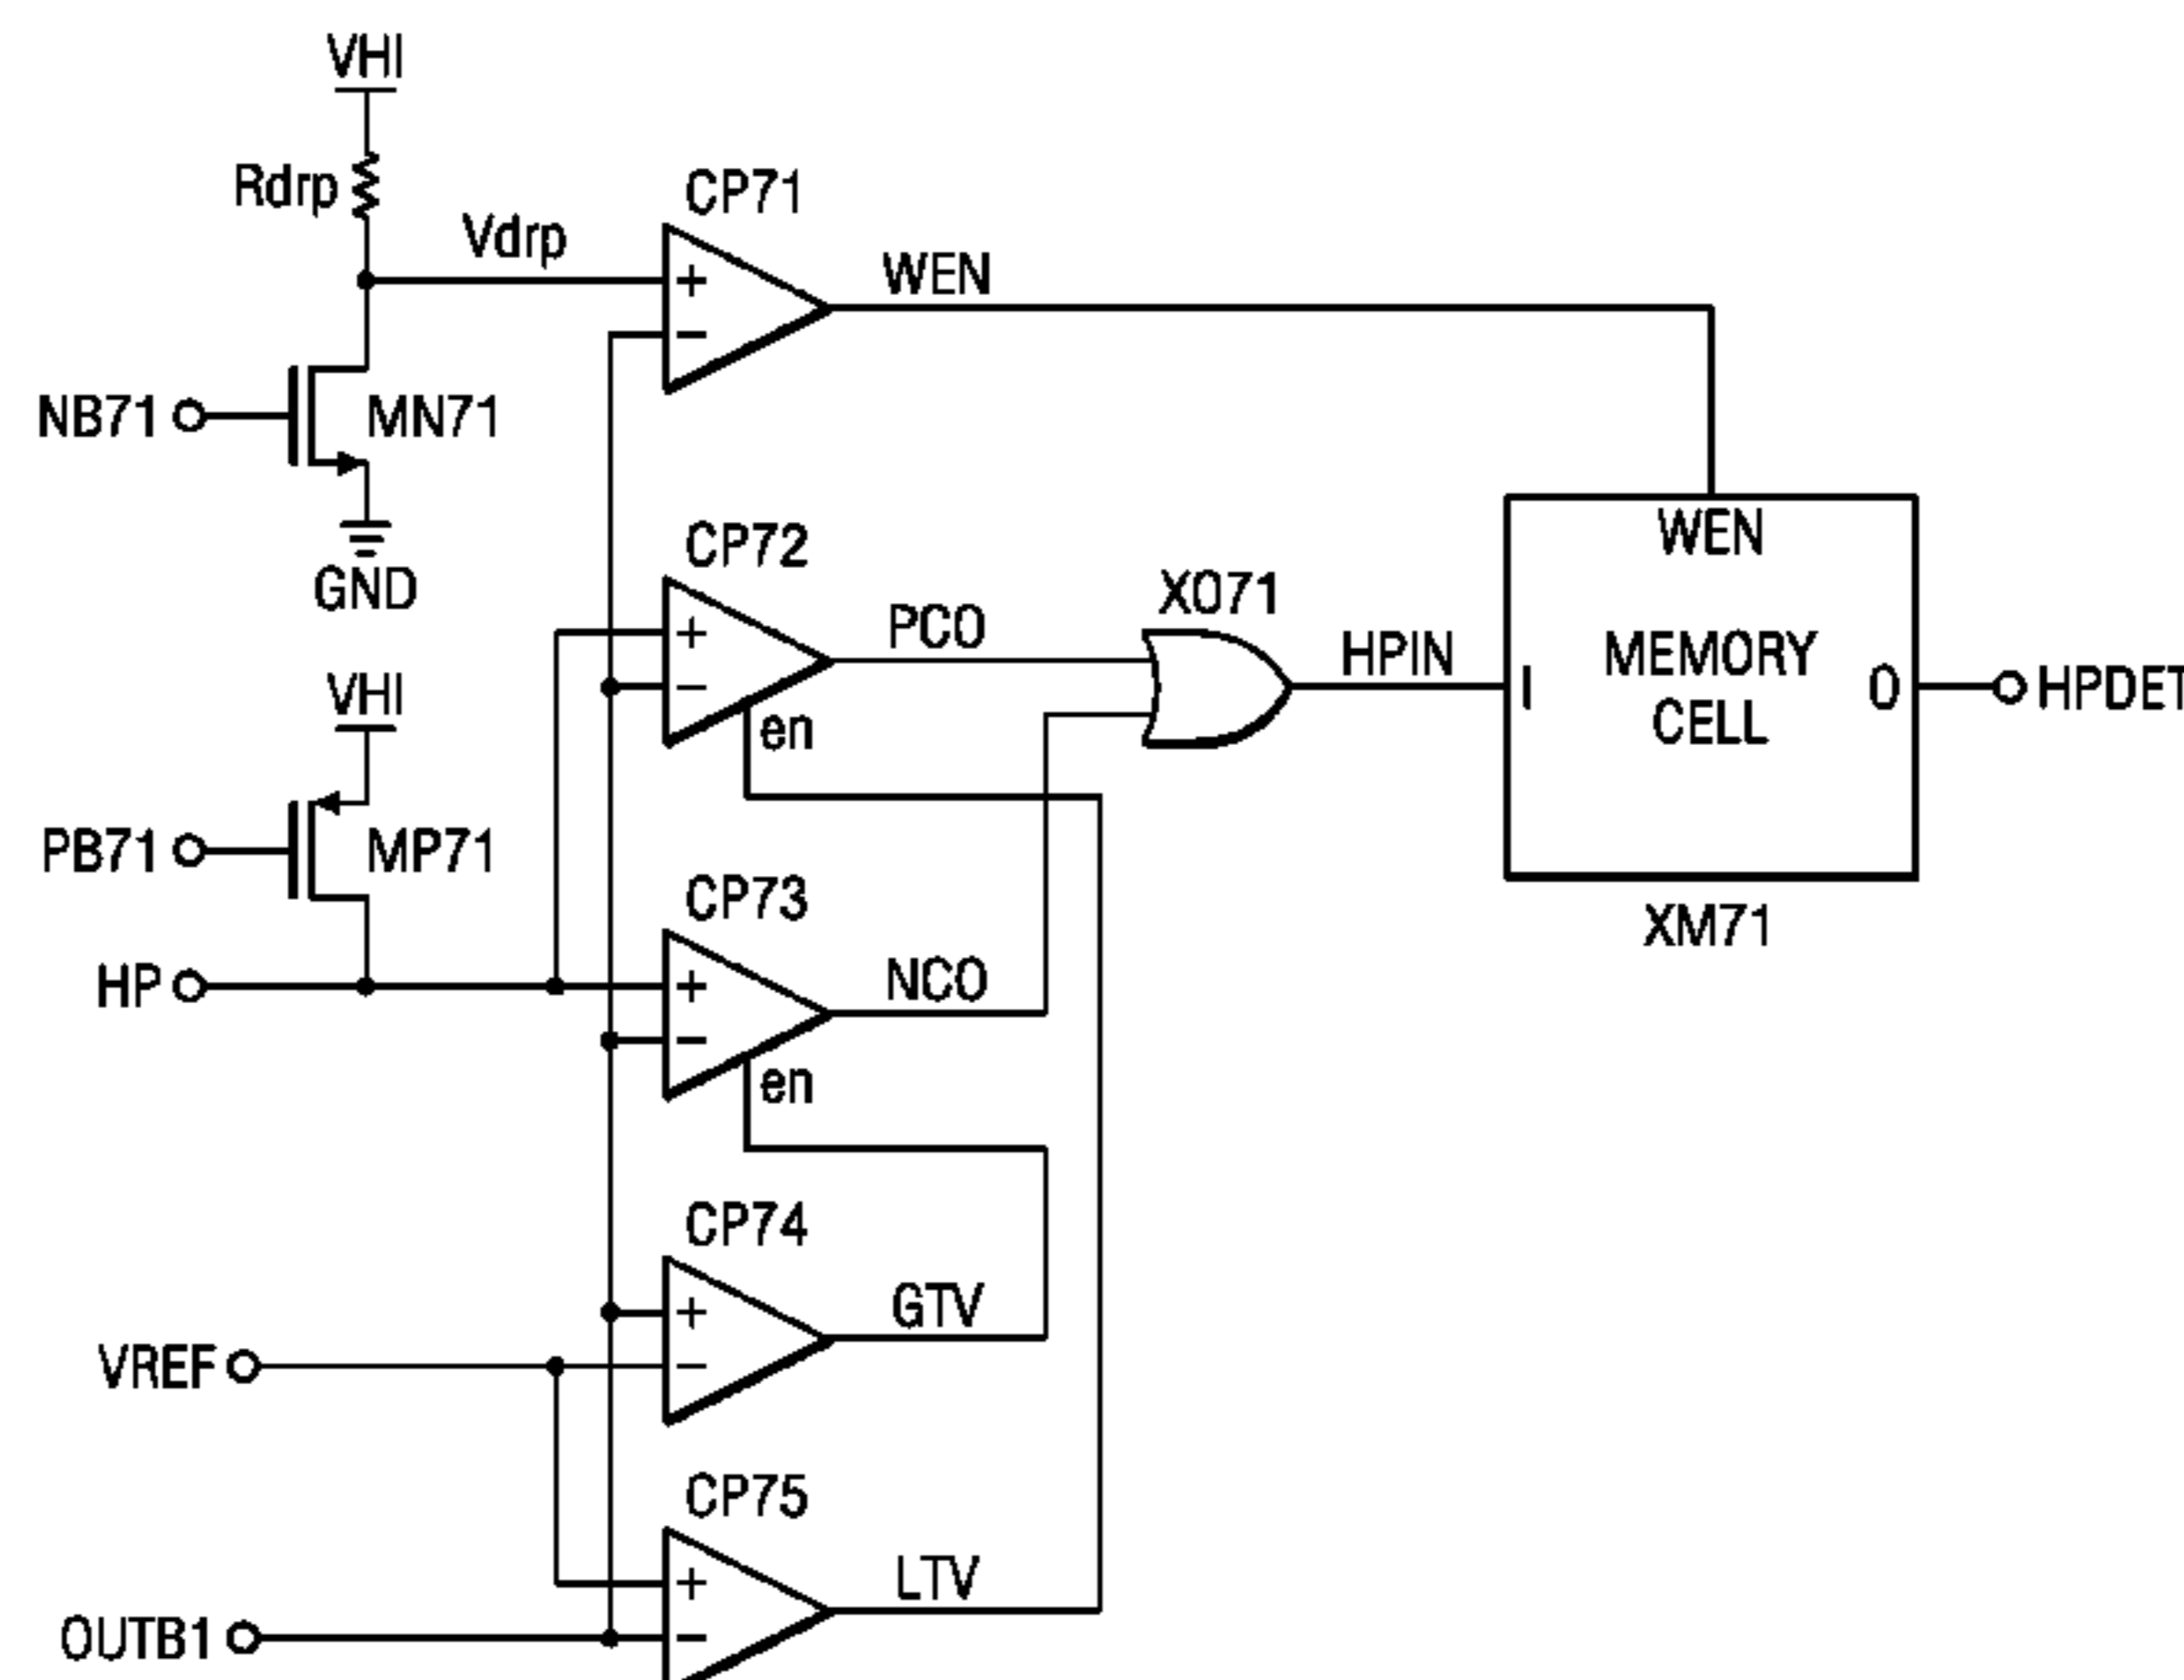 VHI
Rdrp
Vdrp
CP71
WEN
NB71
MN71
GND
CP72
PCO
XO71
HPIN
en
WEN
MEMORY
CELL
I
O
HPDET
XM71
VHI
PB71
MP71
HP
CP73
NCO
en
CP74
GTV
VREF
CP75
LTV
OUTB1
+
−
+
−
+
−
+
−
+
−